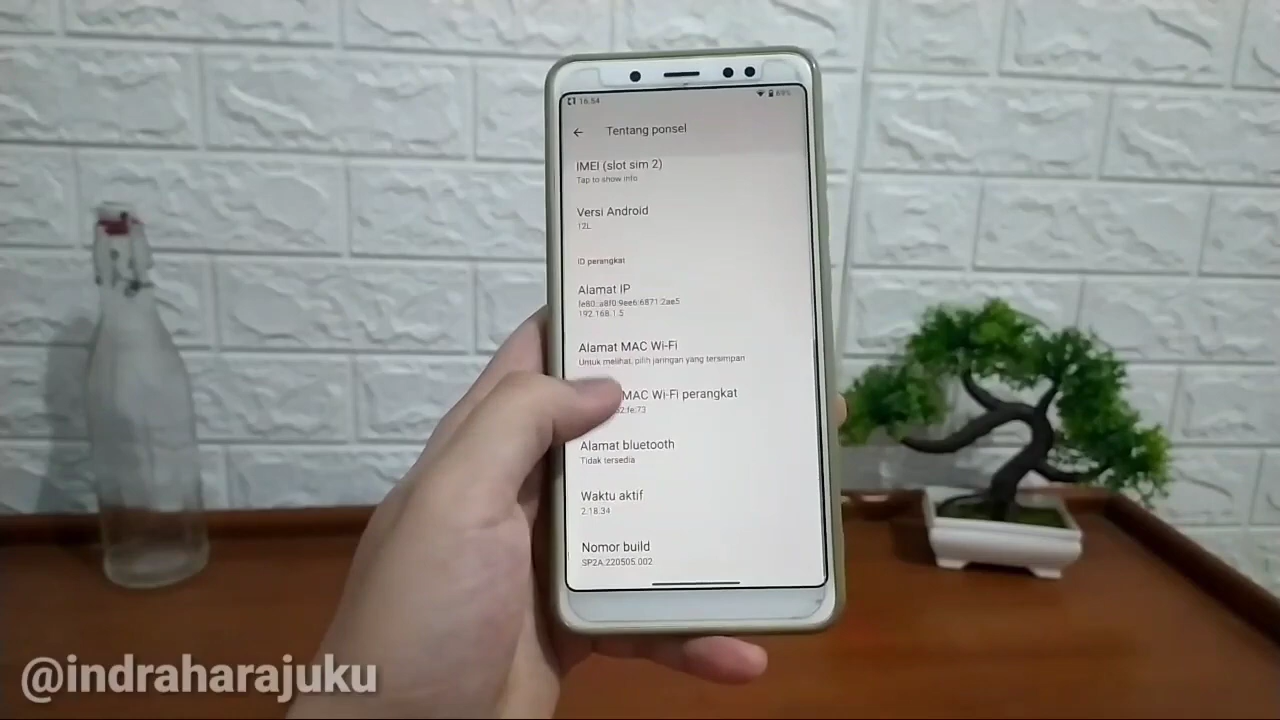 16.54
89%
Tentang ponsel
IMEI (slot sim 2)
Tap to show info
Versi Android
12L
ID perangkat
Alamat IP
fe80::a8f0:9ee6:6871:2ae5
192.168.1.5
Alamat MAC Wi-Fi
Untuk melihat, pilih jaringan yang tersimpan
MAC Wi-Fi perangkat
:fe:73
Alamat bluetooth
Tidak tersedia
Waktu aktif
2.18.34
Nomor build
SP2A.220505.002
@indraharajuku